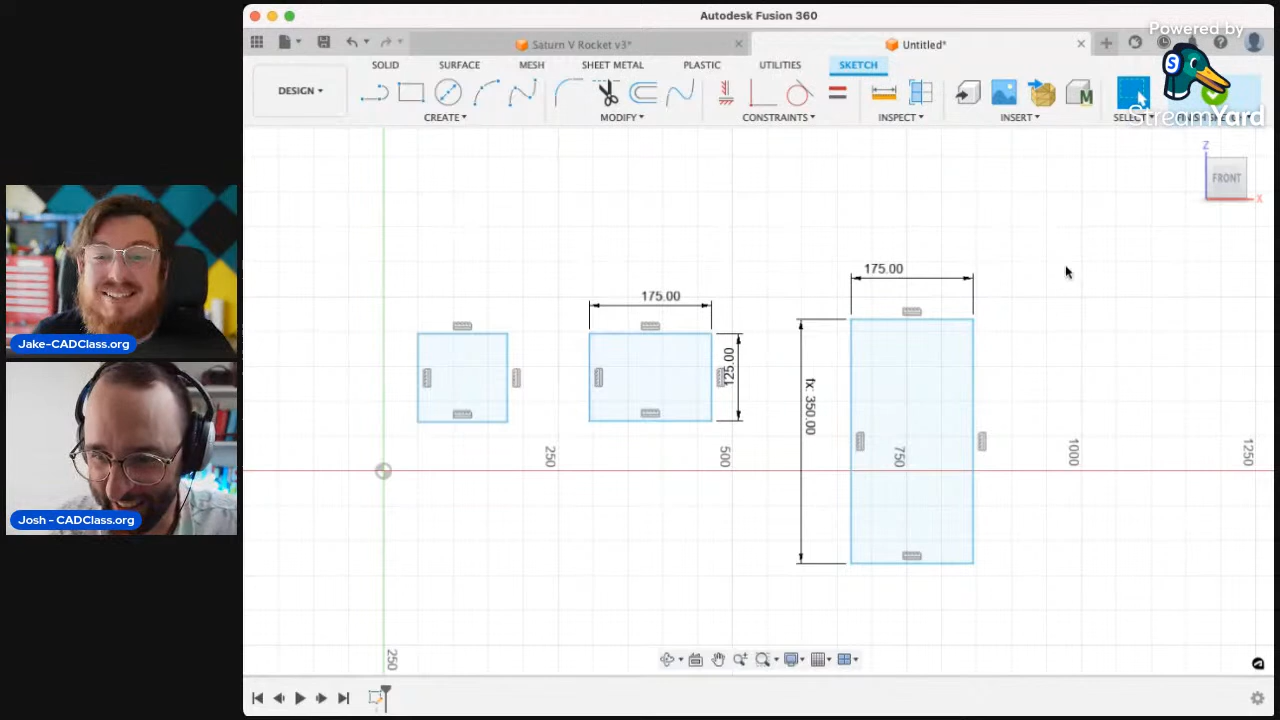 Autodesk Fusion 360
Powered by
StreamYard
Saturn V Rocket v3*
Untitled*
SOLID
SURFACE
MESH
SHEET METAL
PLASTIC
UTILITIES
SKETCH
DESIGN
CREATE
MODIFY
CONSTRAINTS
INSPECT
INSERT
SELECT
S
M
Z
FRONT
X
175.00
175.00
125.00
fx: 350.00
250
500
750
1000
1250
250
Jake-CADClass.org
Josh - CADClass.org